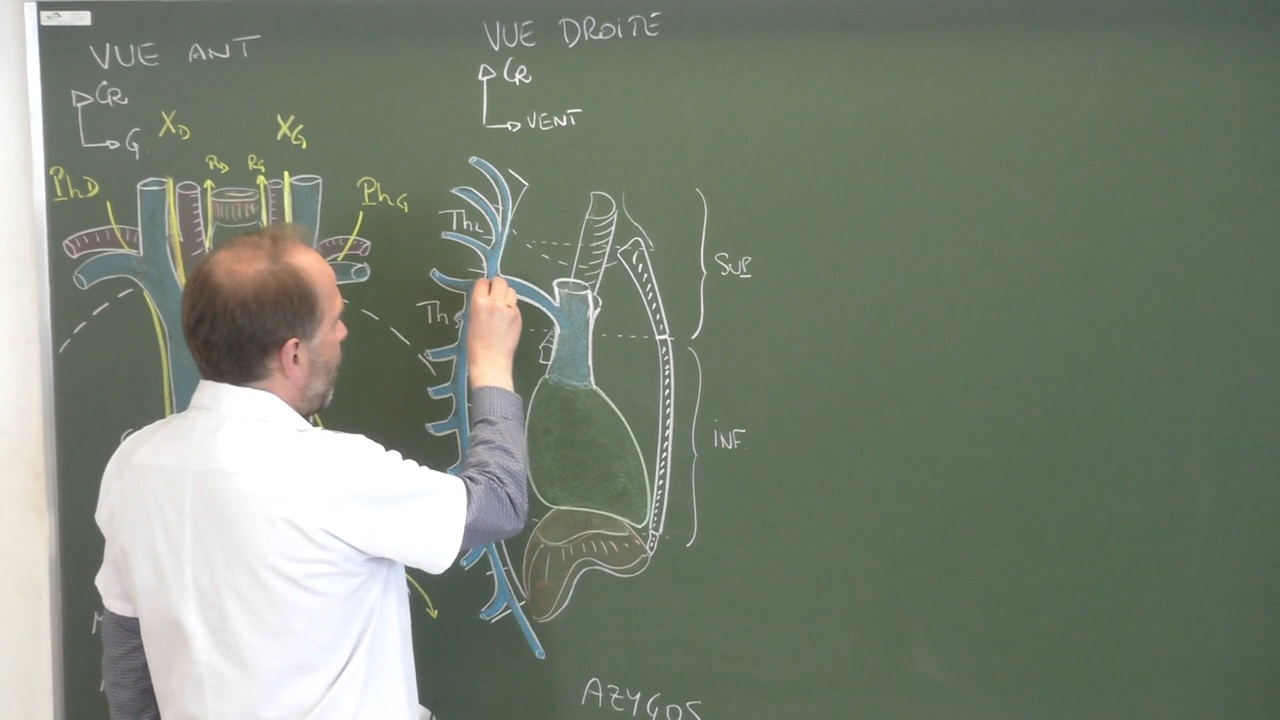 VUE ANT
CR
G
XD
XG
RD
RG
PhD
PhG
VUE DROITE
CR
VENT
Th
Th
SUP
INF.
AZYGOS